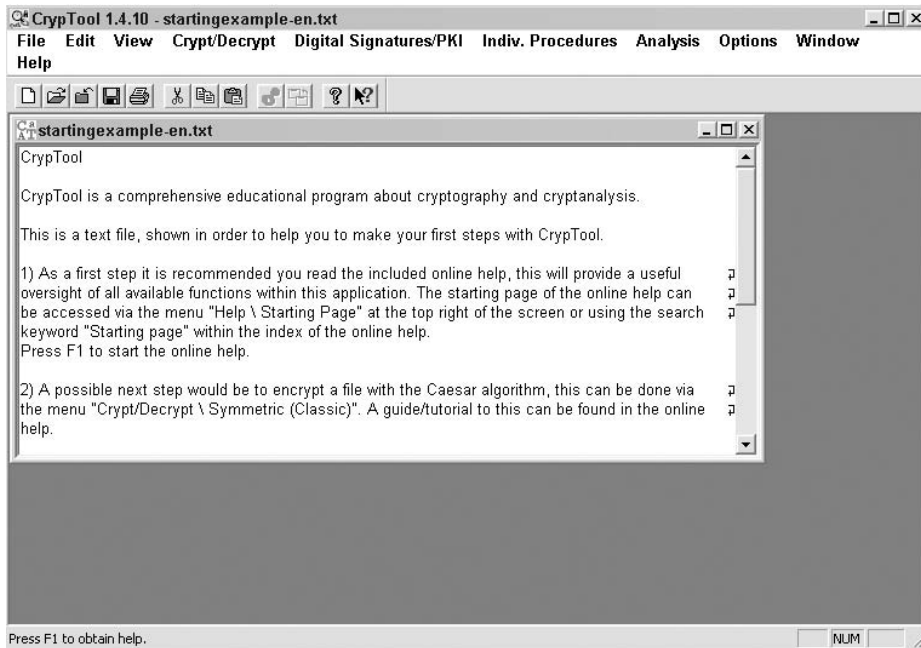 CrypTool 1.4.10 - startingexample-en.txt
File Edit View Crypt/Decrypt Digital Signatures/PKI Indiv. Procedures Analysis Options Window
Help
startingexample-en.txt
CrypTool
CrypTool is a comprehensive educational program about cryptography and cryptanalysis.
This is a text file, shown in order to help you to make your first steps with CrypTool.
1) As a first step it is recommended you read the included online help, this will provide a useful
oversight of all available functions within this application. The starting page of the online help can
be accessed via the menu "Help \ Starting Page" at the top right of the screen or using the search
keyword "Starting page" within the index of the online help.
Press F1 to start the online help.
2) A possible next step would be to encrypt a file with the Caesar algorithm, this can be done via
the menu "Crypt/Decrypt \ Symmetric (Classic)". A guide/tutorial to this can be found in the online
help.
Press F1 to obtain help.
NUM